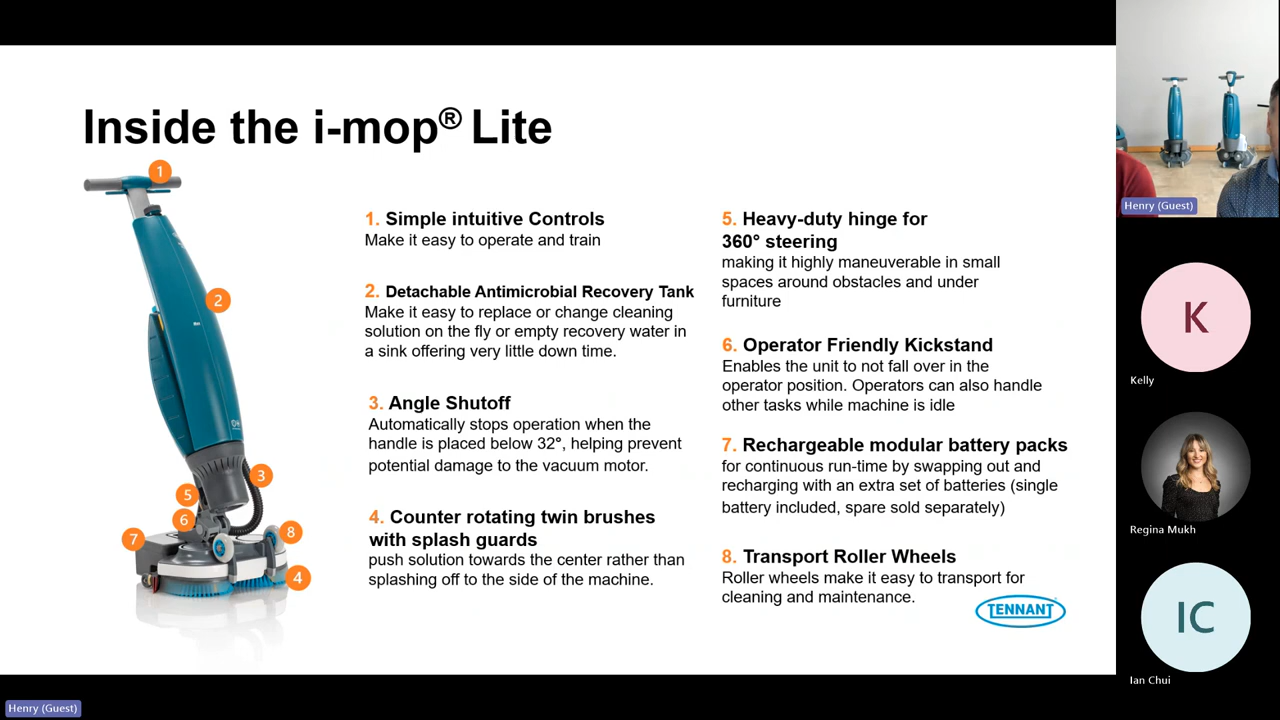 Inside the i-mop® Lite
1
2
3
5
6
7
8
4
1. Simple intuitive Controls
Make it easy to operate and train
2. Detachable Antimicrobial Recovery Tank
Make it easy to replace or change cleaning
solution on the fly or empty recovery water in
a sink offering very little down time.
3. Angle Shutoff
Automatically stops operation when the
handle is placed below 32°, helping prevent
potential damage to the vacuum motor.
4. Counter rotating twin brushes
with splash guards
push solution towards the center rather than
splashing off to the side of the machine.
5. Heavy-duty hinge for
360° steering
making it highly maneuverable in small
spaces around obstacles and under
furniture
6. Operator Friendly Kickstand
Enables the unit to not fall over in the
operator position. Operators can also handle
other tasks while machine is idle
7. Rechargeable modular battery packs
for continuous run-time by swapping out and
recharging with an extra set of batteries (single
battery included, spare sold separately)
8. Transport Roller Wheels
Roller wheels make it easy to transport for
cleaning and maintenance.
TENNANT
Henry (Guest)
K
Kelly
Regina Mukh
IC
Ian Chui
Henry (Guest)